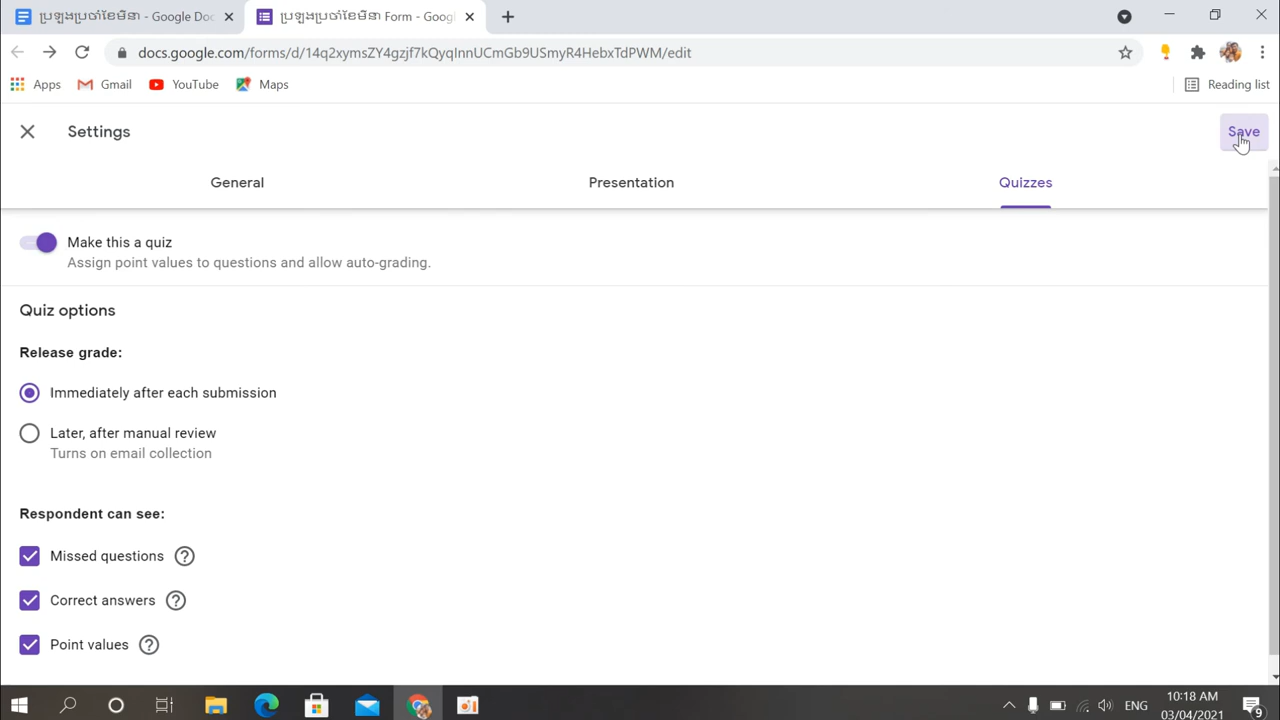 ប្រឡងប្រចាំខែមីនា - Google Doc
ប្រឡងប្រចាំខែមីនា Form - Goog
docs.google.com/forms/d/14q2xymsZY4gzjf7kQyqInnUCmGb9USmyR4HebxTdPWM/edit
Apps Gmail YouTube Maps Reading list
Settings Save
General Presentation Quizzes
Make this a quiz
Assign point values to questions and allow auto-grading.
Quiz options
Release grade:
Immediately after each submission
Later, after manual review
Turns on email collection
Respondent can see:
Missed questions ?
Correct answers ?
Point values ?
ENG
10:18 AM
03/04/2021
9